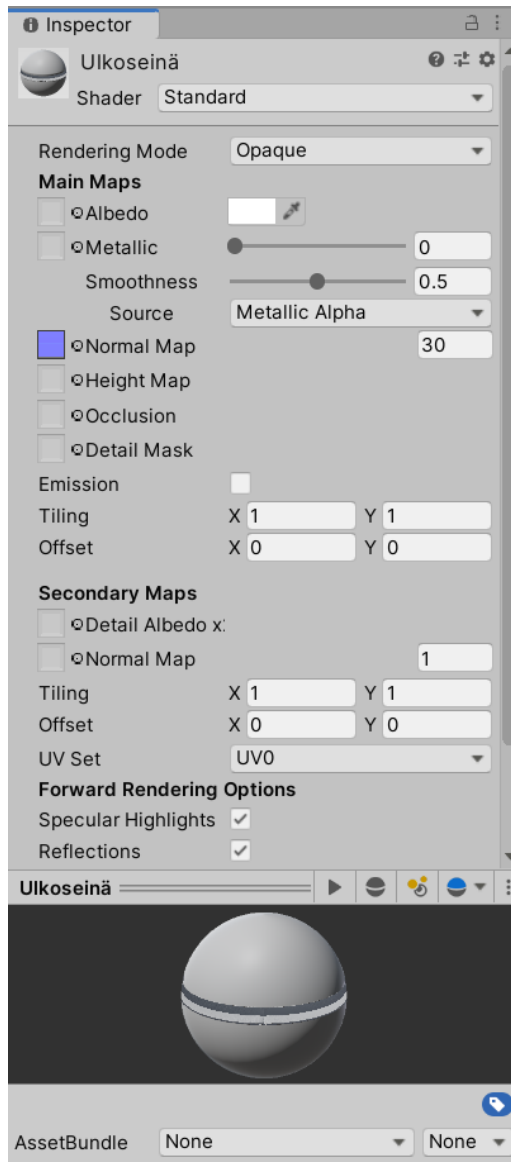 Inspector
Ulkoseinä
Shader Standard
Rendering Mode Opaque
Main Maps
Albedo
Metallic 0
Smoothness 0.5
Source Metallic Alpha
Normal Map 30
Height Map
Occlusion
Detail Mask
Emission
Tiling X 1 Y 1
Offset X 0 Y 0
Secondary Maps
Detail Albedo x
Normal Map 1
Tiling X 1 Y 1
Offset X 0 Y 0
UV Set UV0
Forward Rendering Options
Specular Highlights
Reflections
Ulkoseinä
AssetBundle None None